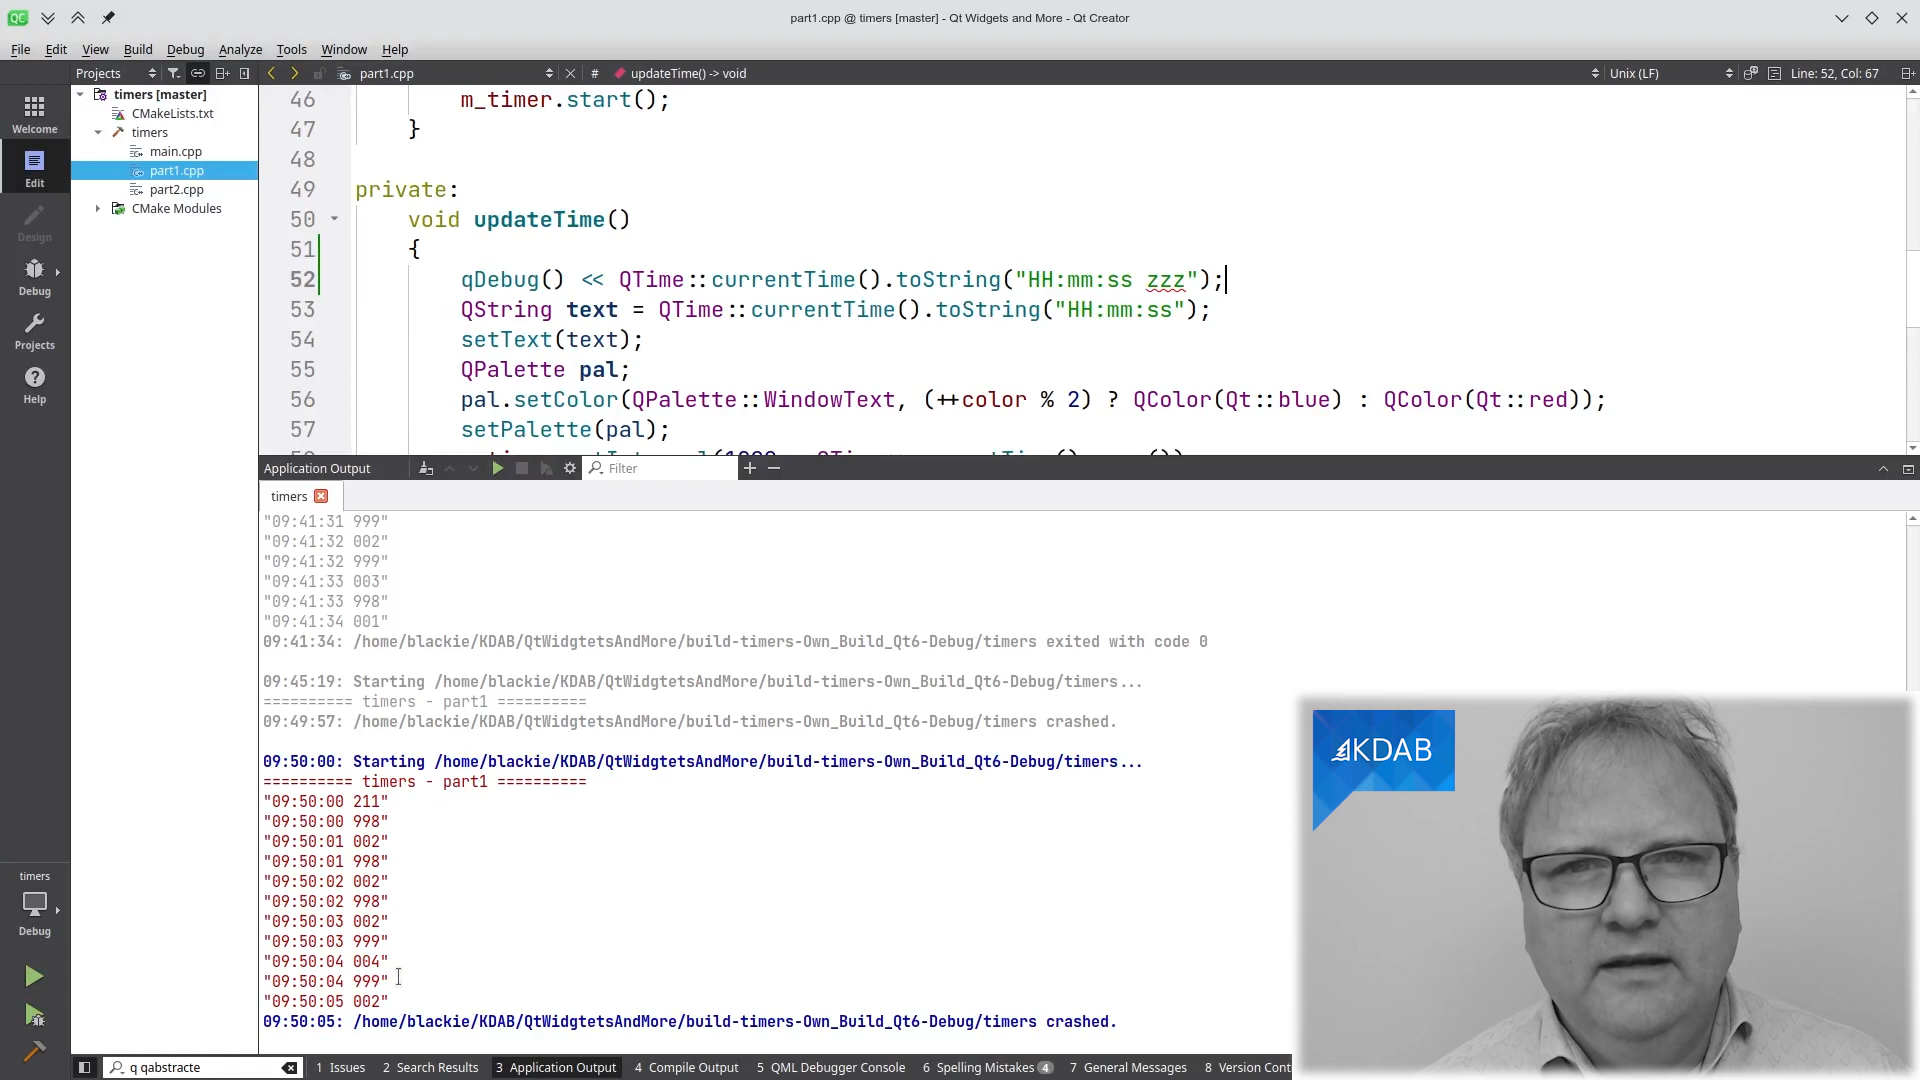 part1.cpp @ timers [master] - Qt Widgets and More - Qt Creator
File Edit View Build Debug Analyze Tools Window Help
Projects
part1.cpp
#
updateTime() -> void
Unix (LF)
Line: 52, Col: 67
Welcome
Edit
Design
Debug
Projects
Help
timers
Debug
timers [master]
CMakeLists.txt
timers
main.cpp
part1.cpp
part2.cpp
CMake Modules
46 m_timer.start();
47 }
48
49 private:
50 void updateTime()
51 {
52 qDebug() << QTime::currentTime().toString("HH:mm:ss zzz");
53 QString text = QTime::currentTime().toString("HH:mm:ss");
54 setText(text);
55 QPalette pal;
56 pal.setColor(QPalette::WindowText, (++color % 2) ? QColor(Qt::blue) : QColor(Qt::red));
57 setPalette(pal);
Application Output
Filter
timers
"09:41:31 999"
"09:41:32 002"
"09:41:32 999"
"09:41:33 003"
"09:41:33 998"
"09:41:34 001"
09:41:34: /home/blackie/KDAB/QtWidgtetsAndMore/build-timers-Own_Build_Qt6-Debug/timers exited with code 0
09:45:19: Starting /home/blackie/KDAB/QtWidgtetsAndMore/build-timers-Own_Build_Qt6-Debug/timers...
========== timers - part1 ==========
09:49:57: /home/blackie/KDAB/QtWidgtetsAndMore/build-timers-Own_Build_Qt6-Debug/timers crashed.
09:50:00: Starting /home/blackie/KDAB/QtWidgtetsAndMore/build-timers-Own_Build_Qt6-Debug/timers...
========== timers - part1 ==========
"09:50:00 211"
"09:50:00 998"
"09:50:01 002"
"09:50:01 998"
"09:50:02 002"
"09:50:02 998"
"09:50:03 002"
"09:50:03 999"
"09:50:04 004"
"09:50:04 999"
"09:50:05 002"
09:50:05: /home/blackie/KDAB/QtWidgtetsAndMore/build-timers-Own_Build_Qt6-Debug/timers crashed.
KDAB
q qabstracte
1 Issues 2 Search Results 3 Application Output 4 Compile Output 5 QML Debugger Console 6 Spelling Mistakes 4 7 General Messages 8 Version Cont